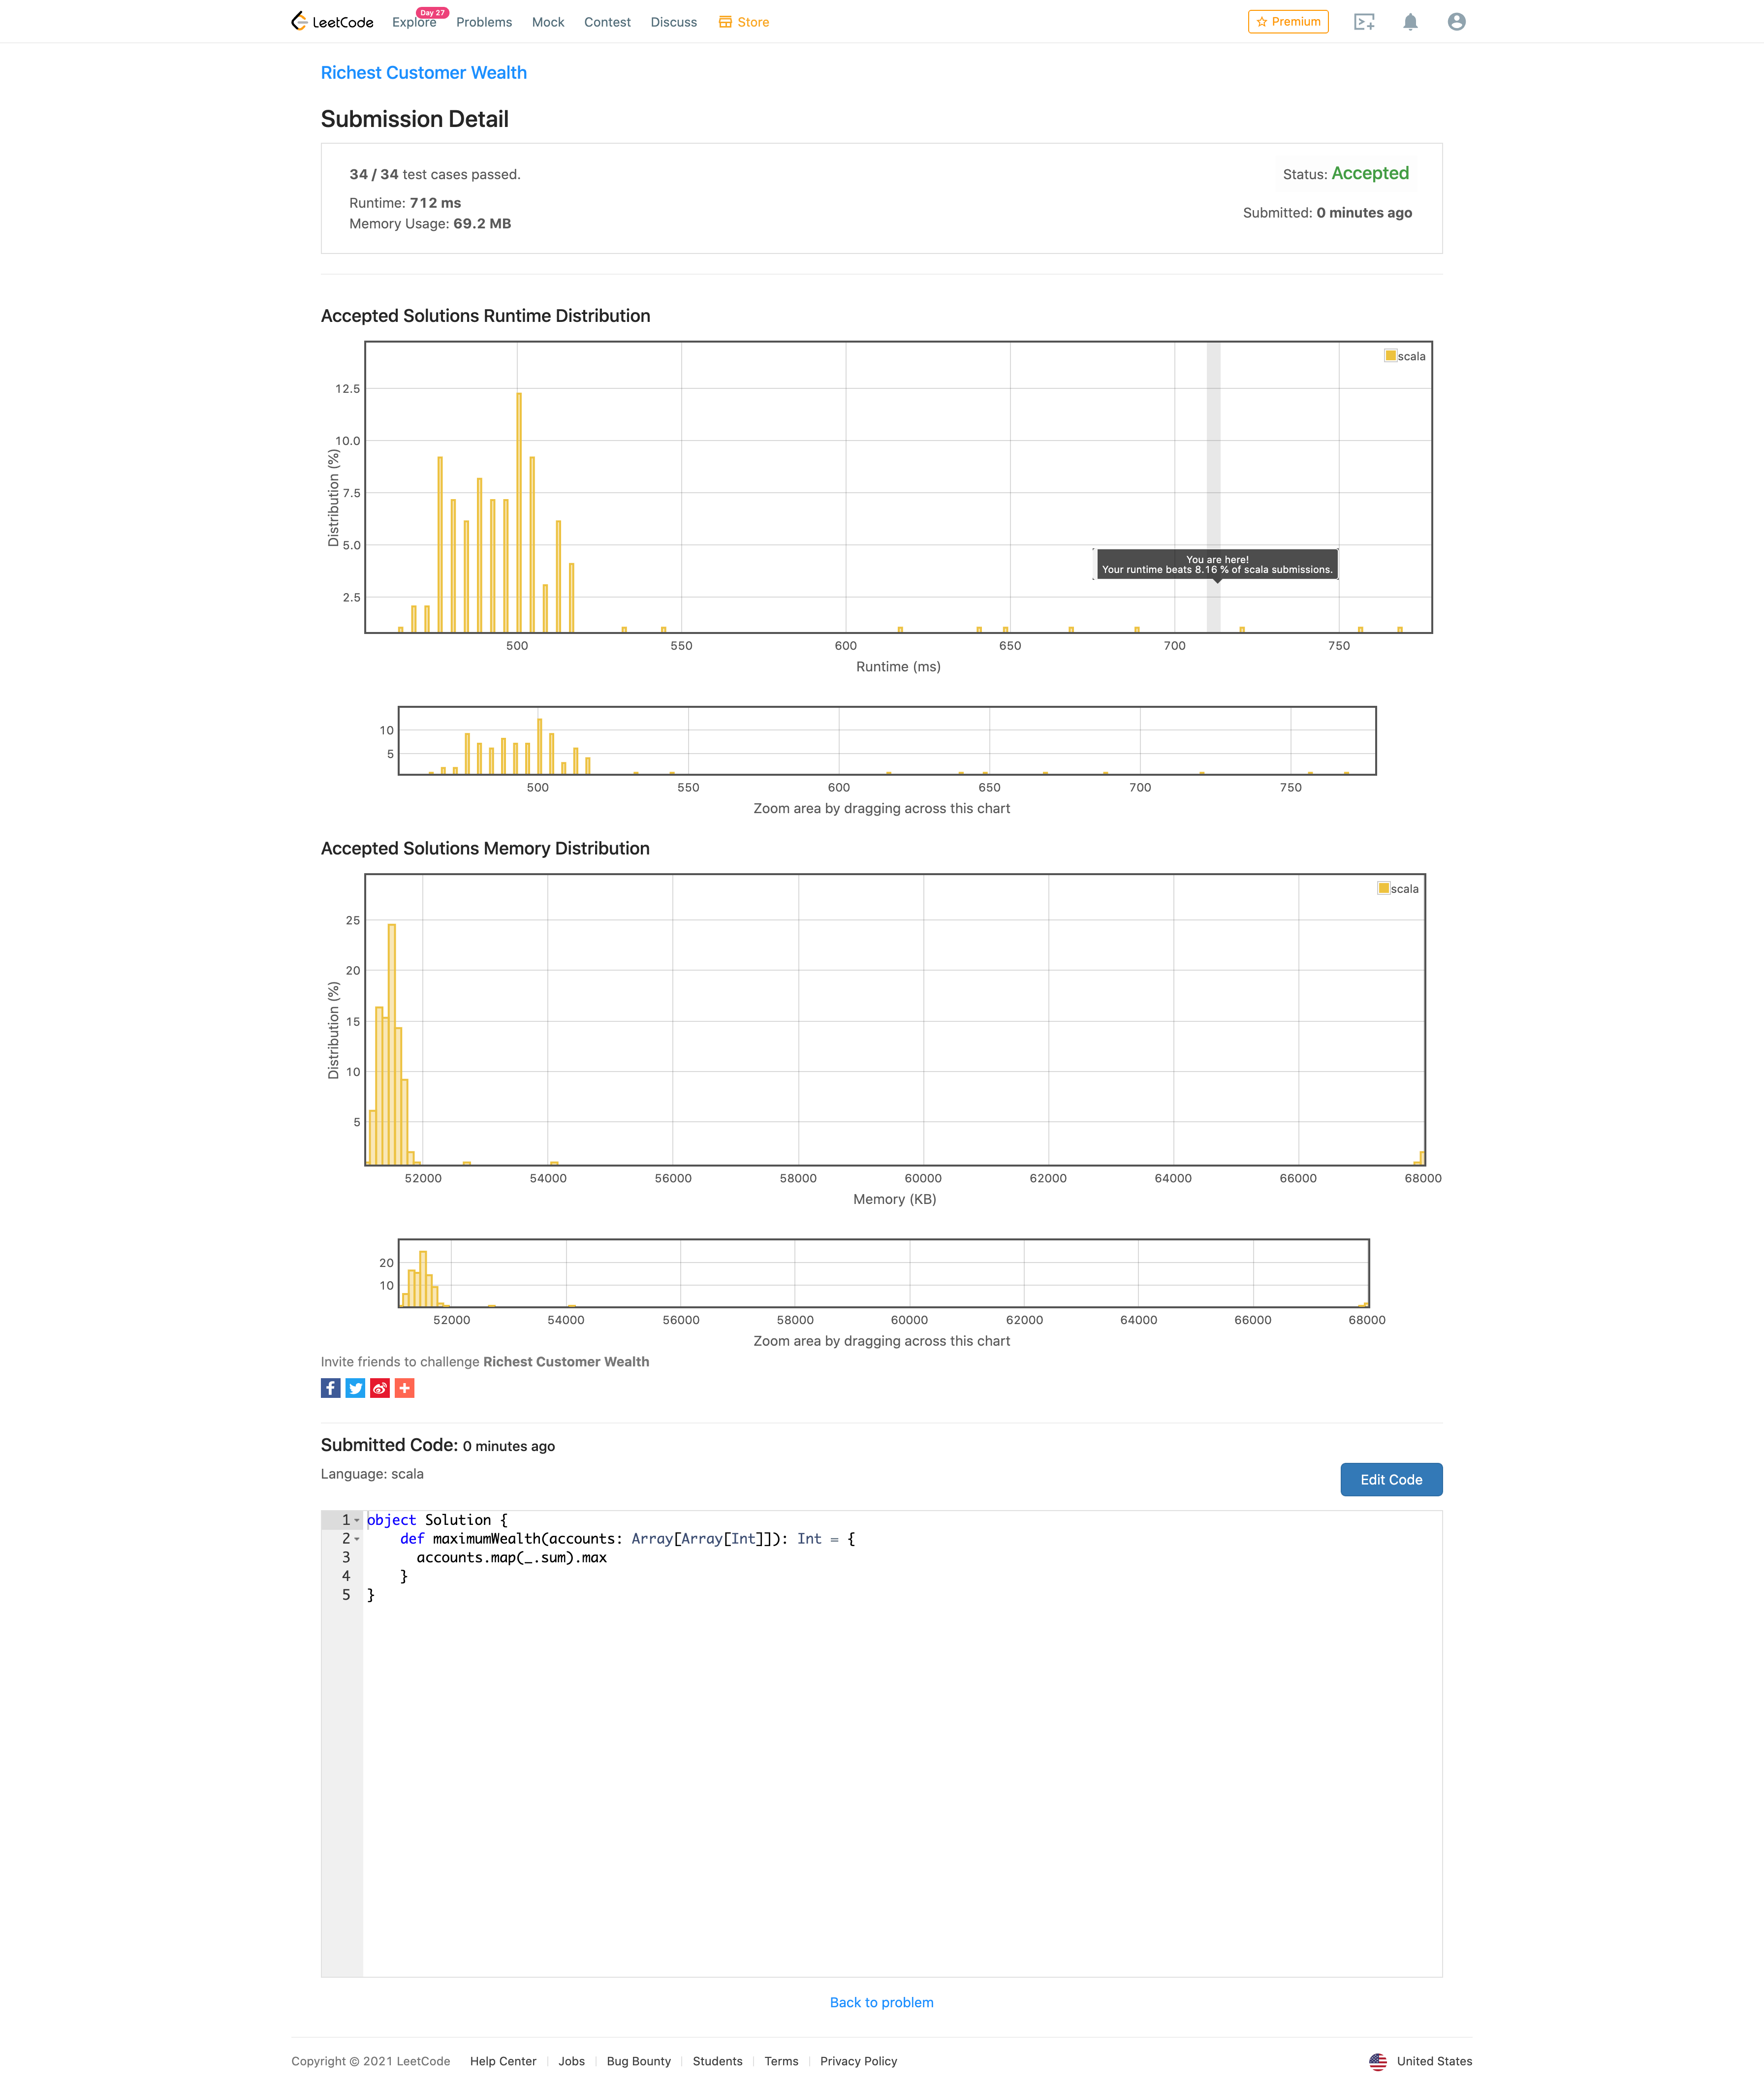 LeetCode Explore Day 27 Problems Mock Contest Discuss Store Premium
Richest Customer Wealth
Submission Detail
34 / 34 test cases passed.
Status: Accepted
Runtime: 712 ms
Submitted: 0 minutes ago
Memory Usage: 69.2 MB
Accepted Solutions Runtime Distribution
scala
12.5
10.0
7.5
5.0
2.5
Distribution (%)
You are here!
Your runtime beats 8.16 % of scala submissions.
500 550 600 650 700 750
Runtime (ms)
10
5
500 550 600 650 700 750
Zoom area by dragging across this chart
Accepted Solutions Memory Distribution
scala
25
20
15
10
5
Distribution (%)
52000 54000 56000 58000 60000 62000 64000 66000 68000
Memory (KB)
20
10
52000 54000 56000 58000 60000 62000 64000 66000 68000
Zoom area by dragging across this chart
Invite friends to challenge Richest Customer Wealth
Submitted Code: 0 minutes ago
Language: scala
Edit Code
1 object Solution {
2 def maximumWealth(accounts: Array[Array[Int]]): Int = {
3 accounts.map(_.sum).max
4 }
5 }
Back to problem
Copyright © 2021 LeetCode Help Center Jobs Bug Bounty Students Terms Privacy Policy United States